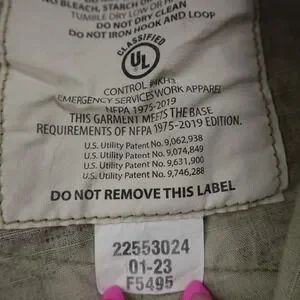 NO BLEACH, STARCH OR
TUMBLE DRY LOW OR
DO NOT DRY CLEAN
DO NOT IRON HOOK AND LOOP
CLASSIFIED
UL
CONTROL #
EMERGENCY SERVICES WORK APPAREL
NFPA 1975-2019
THIS GARMENT MEETS THE BASE
REQUIREMENTS OF NFPA 1975-2019 EDITION.
U.S. Utility Patent No. 9,062,938
U.S. Utility Patent No. 9,074,849
U.S. Utility Patent No. 9,631,900
U.S. Utility Patent No. 9,746,288
DO NOT REMOVE THIS LABEL
22553024
01-23
F5495